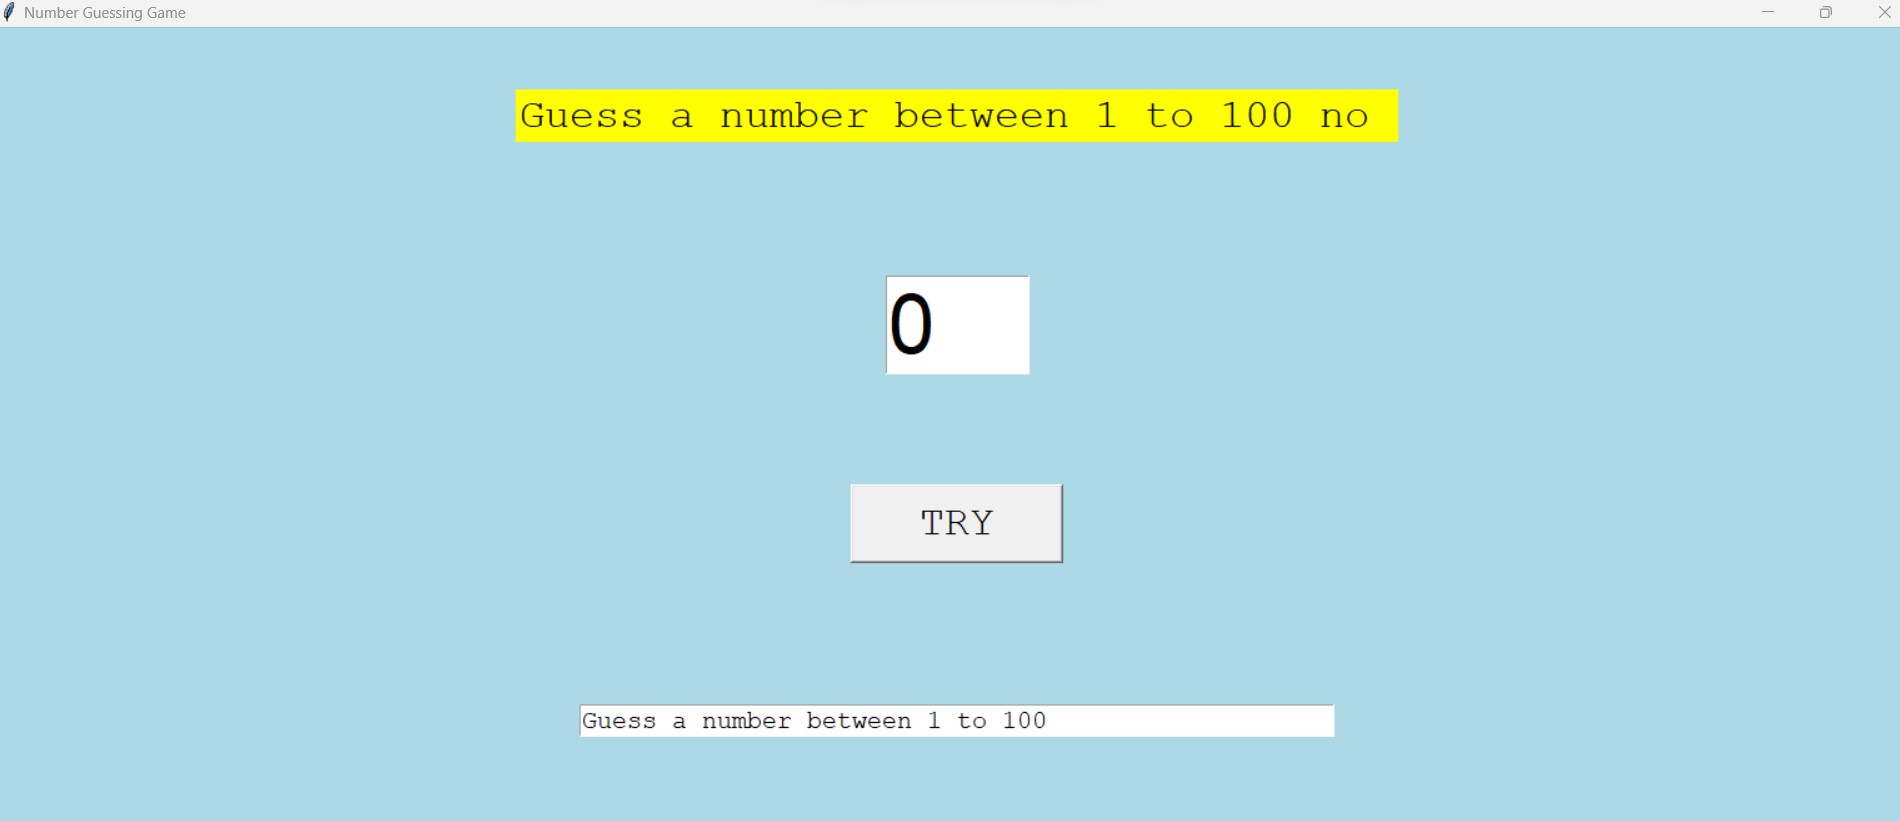 Number Guessing Game
Guess a number between 1 to 100 no
0
TRY
Guess a number between 1 to 100